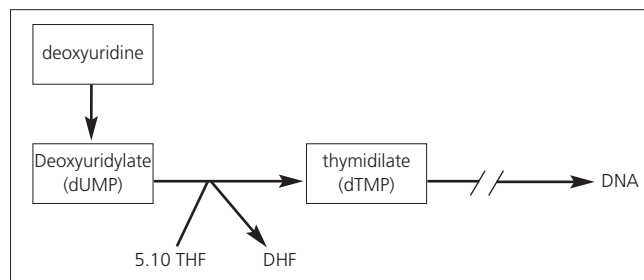 deoxyuridine
Deoxyuridylate
(dUMP)
thymidilate
(dTMP)
DNA
5.10 THF
DHF